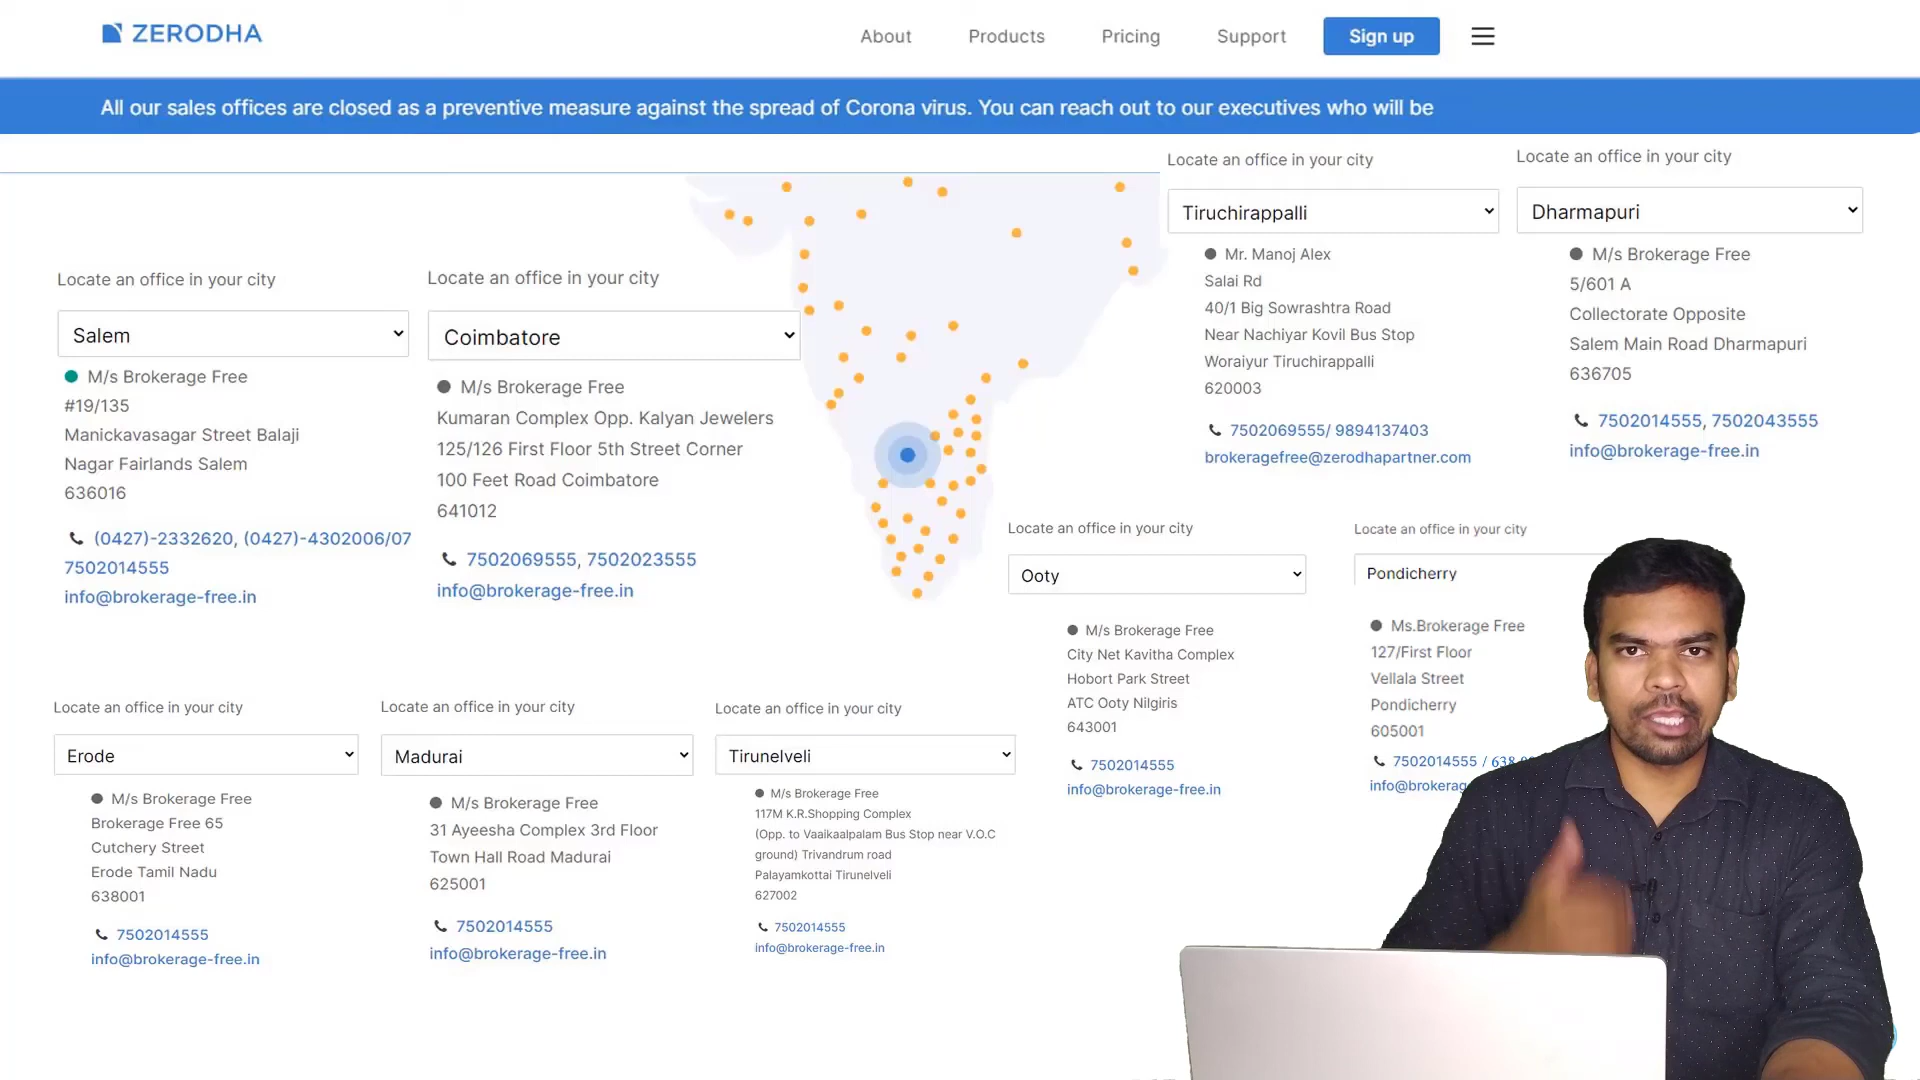 ZERODHA
About
Products
Pricing
Support
Sign up
All our sales offices are closed as a preventive measure against the spread of Corona virus. You can reach out to our executives who will be
Locate an office in your city
Tiruchirappalli
Mr. Manoj Alex
Salai Rd
40/1 Big Sowrashtra Road
Near Nachiyar Kovil Bus Stop
Woraiyur Tiruchirappalli
620003
7502069555/ 9894137403
brokeragefree@zerodhapartner.com
Locate an office in your city
Dharmapuri
M/s Brokerage Free
5/601 A
Collectorate Opposite
Salem Main Road Dharmapuri
636705
7502014555, 7502043555
info@brokerage-free.in
Locate an office in your city
Salem
M/s Brokerage Free
#19/135
Manickavasagar Street Balaji
Nagar Fairlands Salem
636016
(0427)-2332620, (0427)-4302006/07
7502014555
info@brokerage-free.in
Locate an office in your city
Coimbatore
M/s Brokerage Free
Kumaran Complex Opp. Kalyan Jewelers
125/126 First Floor 5th Street Corner
100 Feet Road Coimbatore
641012
7502069555, 7502023555
info@brokerage-free.in
Locate an office in your city
Ooty
M/s Brokerage Free
City Net Kavitha Complex
Hobort Park Street
ATC Ooty Nilgiris
643001
7502014555
info@brokerage-free.in
Locate an office in your city
Pondicherry
Ms.Brokerage Free
127/First Floor
Vellala Street
Pondicherry
605001
7502014555 / 638
info@brokerag
Locate an office in your city
Erode
M/s Brokerage Free
Brokerage Free 65
Cutchery Street
Erode Tamil Nadu
638001
7502014555
info@brokerage-free.in
Locate an office in your city
Madurai
M/s Brokerage Free
31 Ayeesha Complex 3rd Floor
Town Hall Road Madurai
625001
7502014555
info@brokerage-free.in
Locate an office in your city
Tirunelveli
M/s Brokerage Free
117M K.R.Shopping Complex
(Opp. to Vaaikaalpalam Bus Stop near V.O.C
ground) Trivandrum road
Palayamkottai Tirunelveli
627002
7502014555
info@brokerage-free.in